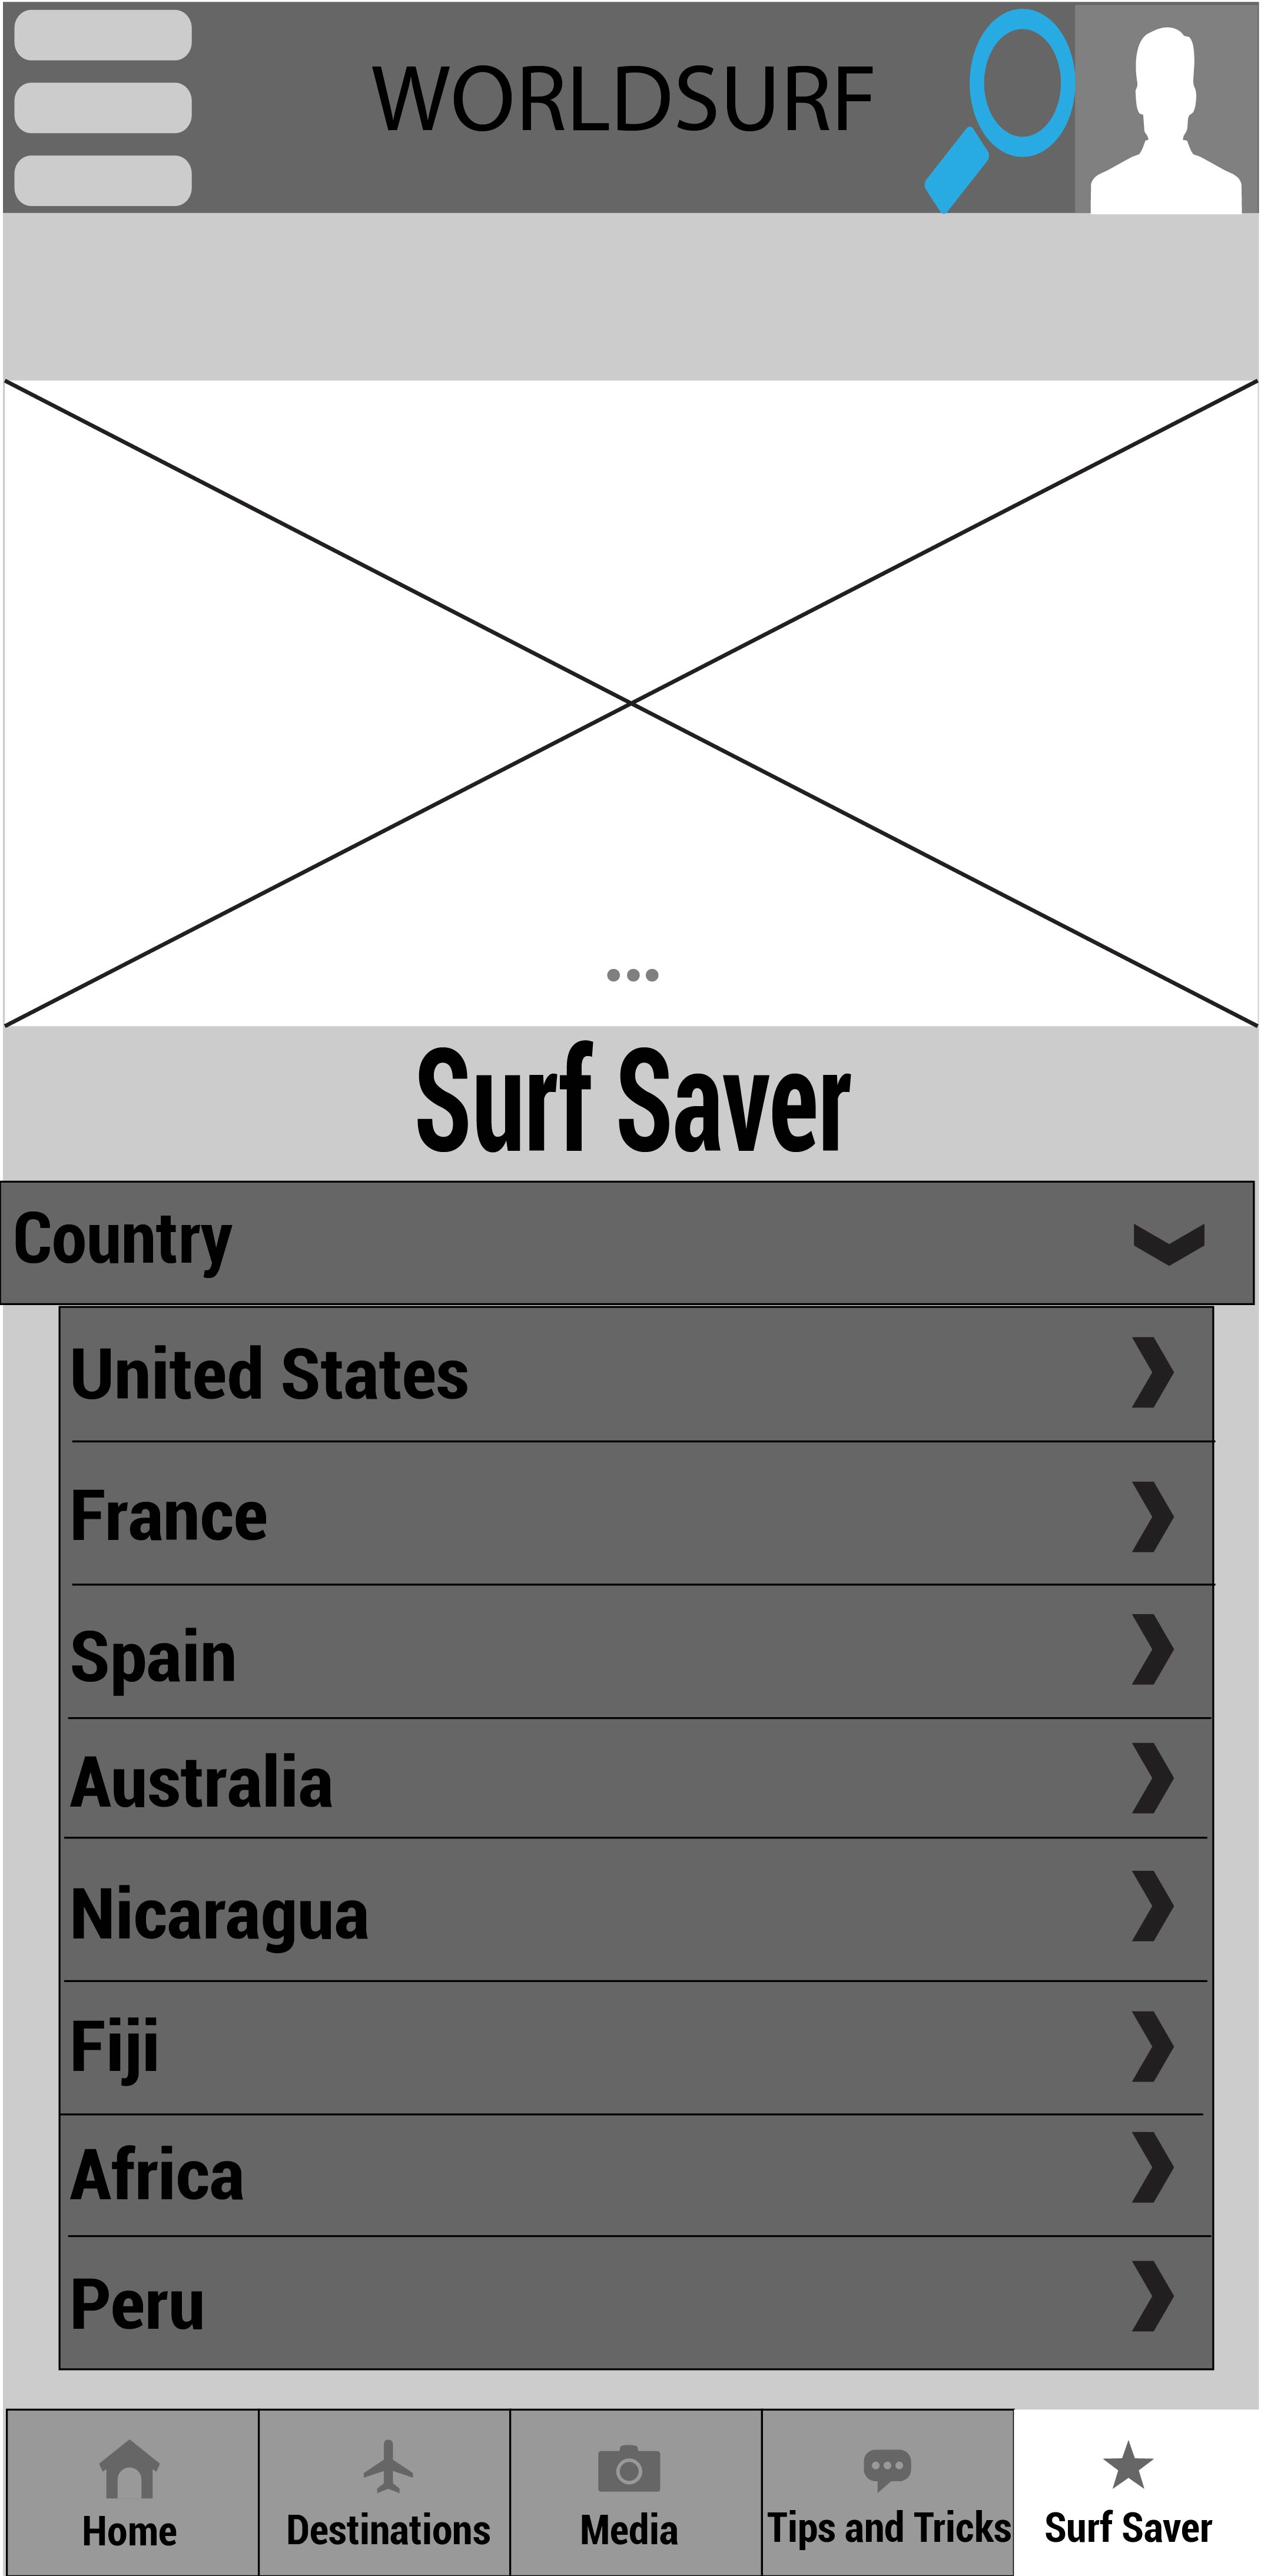 WORLDSURF
Surf Saver
Country
United States
France
Spain
Australia
Nicaragua
Fiji
Africa
Peru
Home
Destinations
Media
Tips and Tricks
Surf Saver